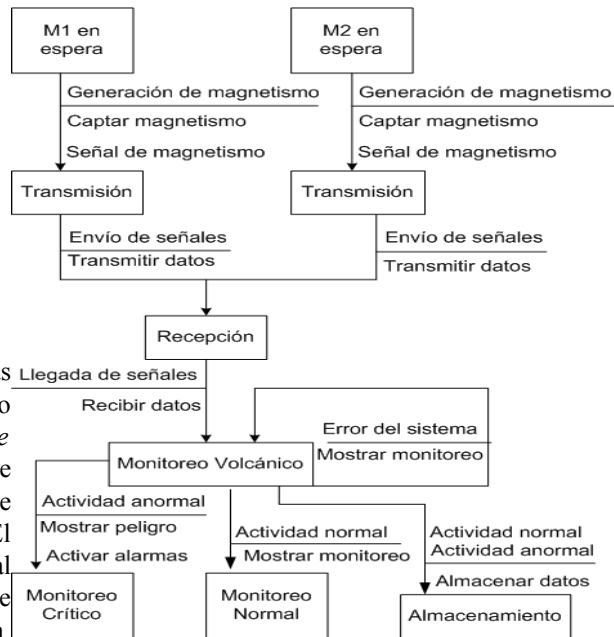 M1 en
espera
M2 en
espera
Generación de magnetismo
Captar magnetismo
Señal de magnetismo
Generación de magnetismo
Captar magnetismo
Señal de magnetismo
Transmisión
Transmisión
Envío de señales
Transmitir datos
Envío de señales
Transmitir datos
Recepción
Llegada de señales
Recibir datos
Error del sistema
Mostrar monitoreo
Monitoreo Volcánico
Actividad anormal
Mostrar peligro
Activar alarmas
Actividad normal
Mostrar monitoreo
Actividad normal
Actividad anormal
Almacenar datos
Monitoreo
Crítico
Monitoreo
Normal
Almacenamiento